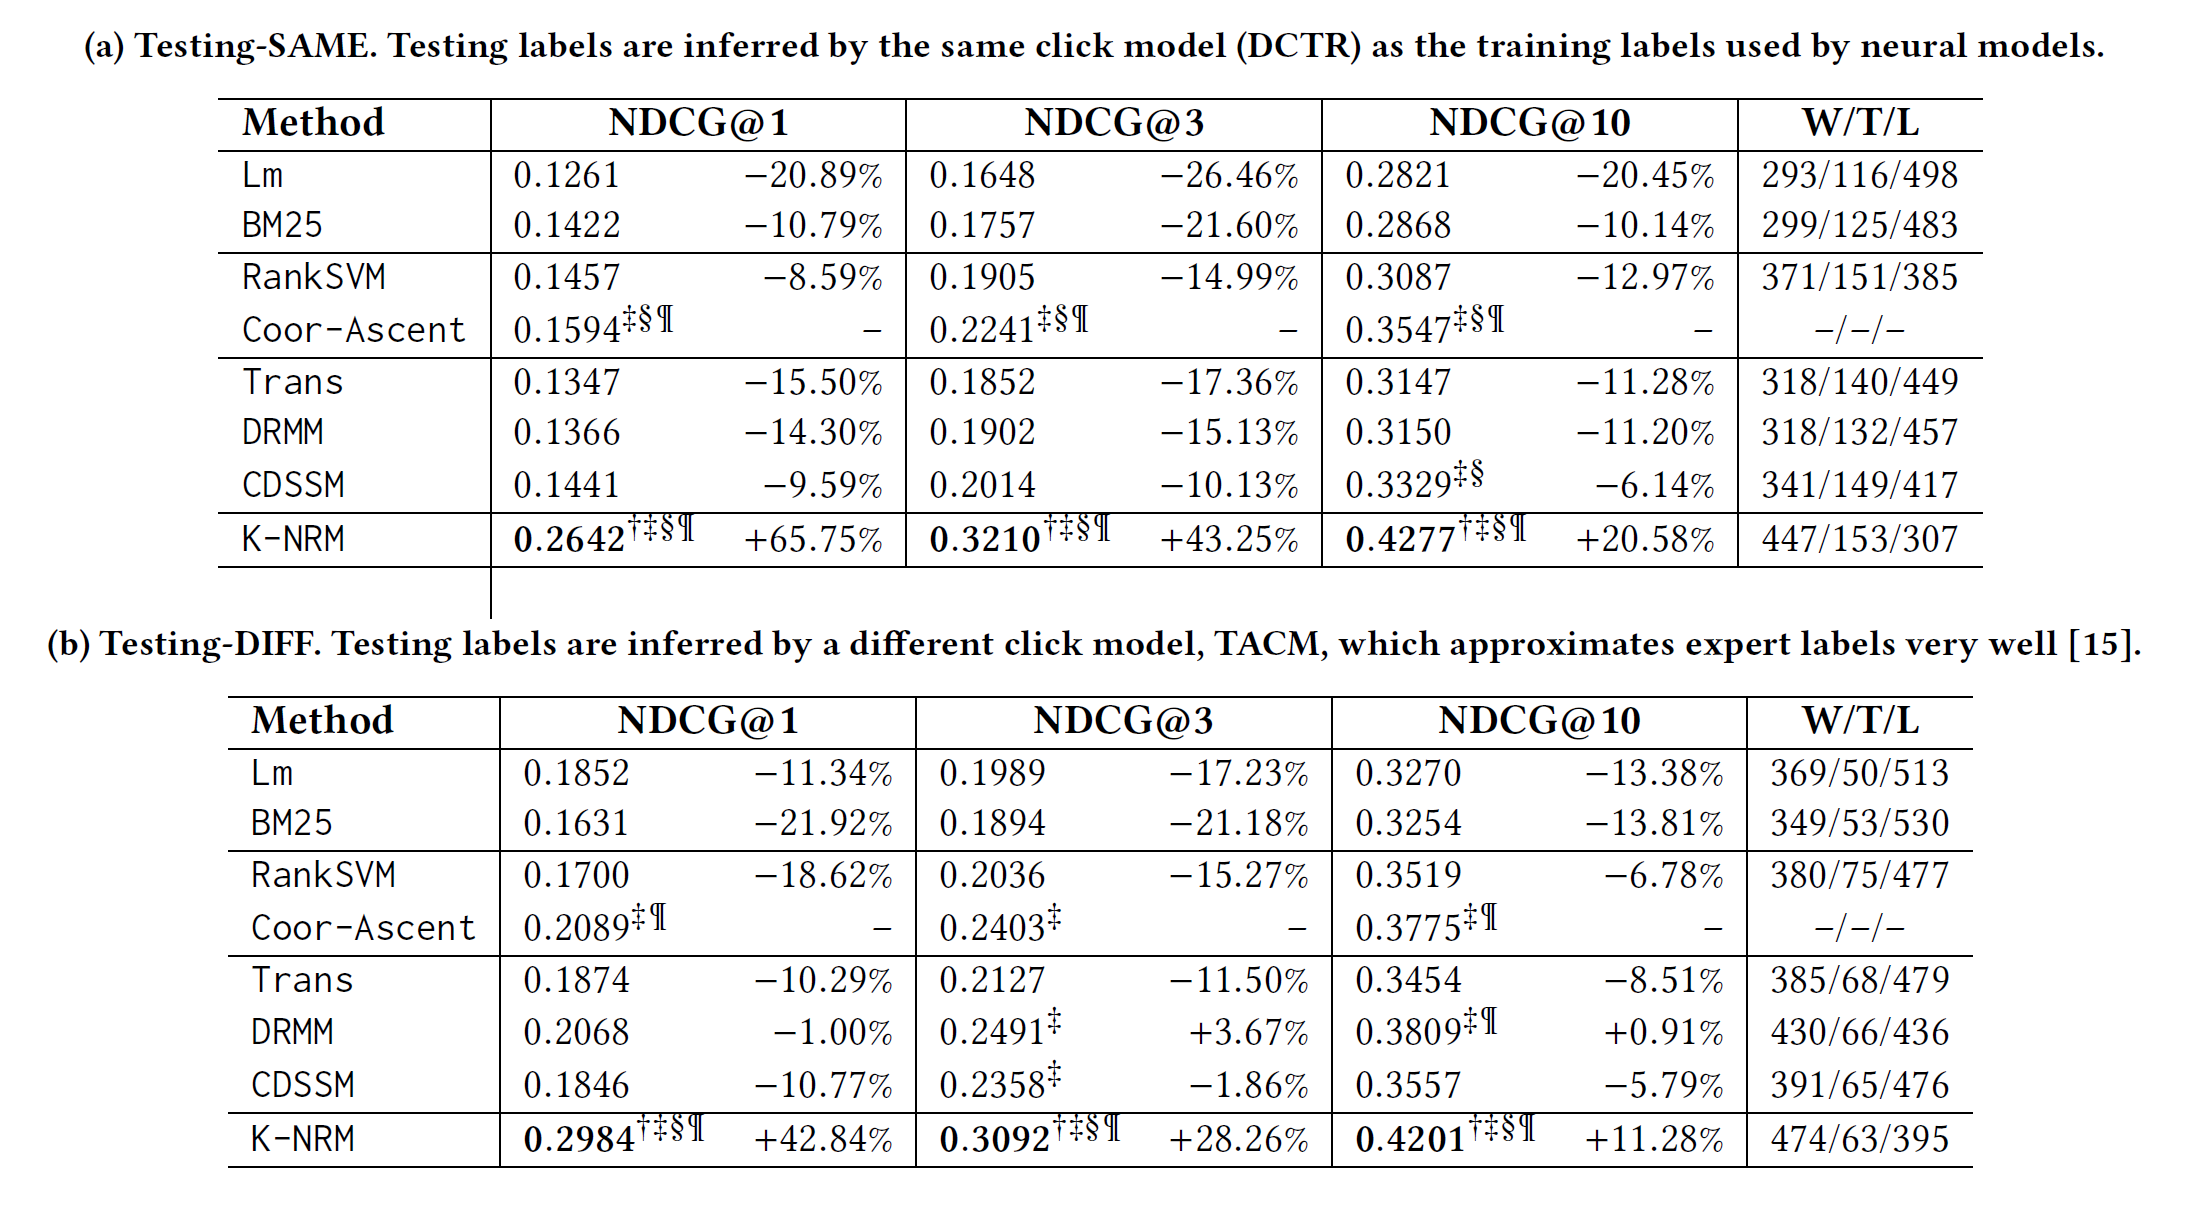 (a) Testing-SAME. Testing labels are inferred by the same click model (DCTR) as the training labels used by neural models.
Method NDCG@1 NDCG@3 NDCG@10 W/T/L
Lm 0.1261 −20.89% 0.1648 −26.46% 0.2821 −20.45% 293/116/498
BM25 0.1422 −10.79% 0.1757 −21.60% 0.2868 −10.14% 299/125/483
RankSVM 0.1457 −8.59% 0.1905 −14.99% 0.3087 −12.97% 371/151/385
Coor-Ascent 0.1594‡§¶ – 0.2241‡§¶ – 0.3547‡§¶ – –/–/–
Trans 0.1347 −15.50% 0.1852 −17.36% 0.3147 −11.28% 318/140/449
DRMM 0.1366 −14.30% 0.1902 −15.13% 0.3150 −11.20% 318/132/457
CDSSM 0.1441 −9.59% 0.2014 −10.13% 0.3329‡§ −6.14% 341/149/417
K-NRM 0.2642†‡§¶ +65.75% 0.3210†‡§¶ +43.25% 0.4277†‡§¶ +20.58% 447/153/307
(b) Testing-DIFF. Testing labels are inferred by a different click model, TACM, which approximates expert labels very well [15].
Method NDCG@1 NDCG@3 NDCG@10 W/T/L
Lm 0.1852 −11.34% 0.1989 −17.23% 0.3270 −13.38% 369/50/513
BM25 0.1631 −21.92% 0.1894 −21.18% 0.3254 −13.81% 349/53/530
RankSVM 0.1700 −18.62% 0.2036 −15.27% 0.3519 −6.78% 380/75/477
Coor-Ascent 0.2089‡¶ – 0.2403‡ – 0.3775‡¶ – –/–/–
Trans 0.1874 −10.29% 0.2127 −11.50% 0.3454 −8.51% 385/68/479
DRMM 0.2068 −1.00% 0.2491‡ +3.67% 0.3809‡¶ +0.91% 430/66/436
CDSSM 0.1846 −10.77% 0.2358‡ −1.86% 0.3557 −5.79% 391/65/476
K-NRM 0.2984†‡§¶ +42.84% 0.3092†‡§¶ +28.26% 0.4201†‡§¶ +11.28% 474/63/395